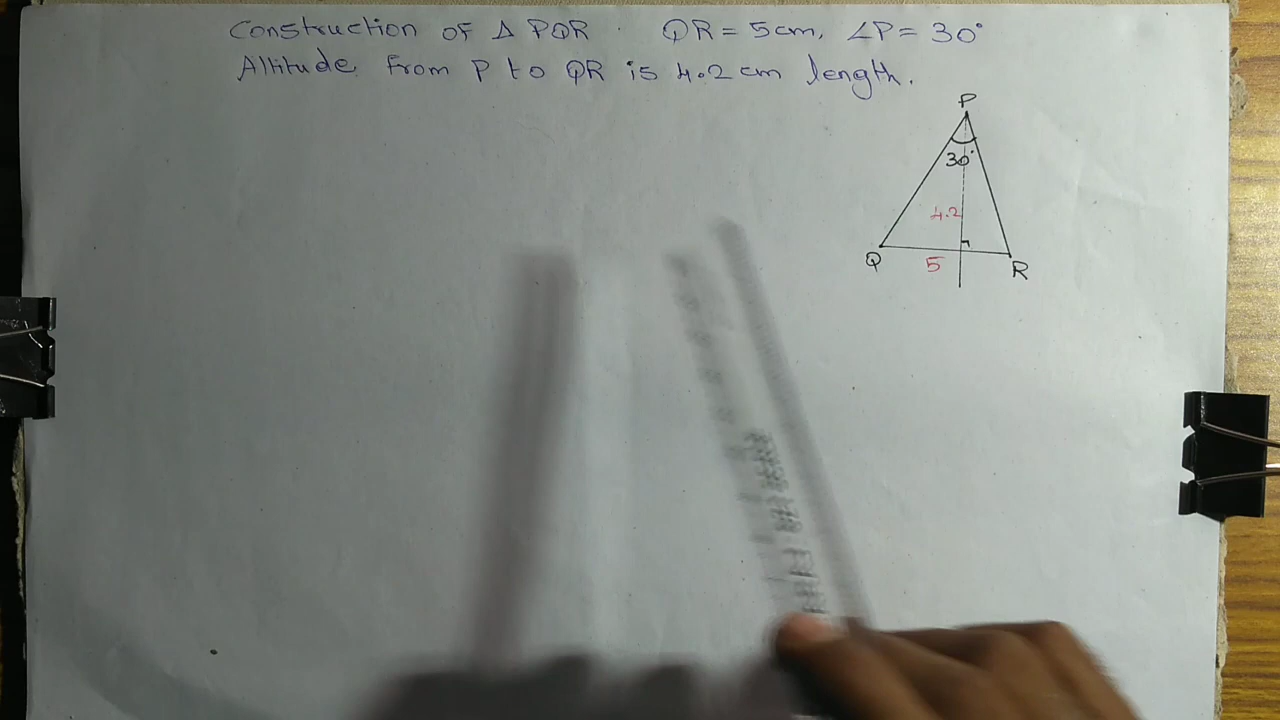 Construction of Δ PQR. QR = 5cm, ∠P = 30°
Altitude from P to QR is 4.2 cm length.
P
30°
4.2
Q 5 R